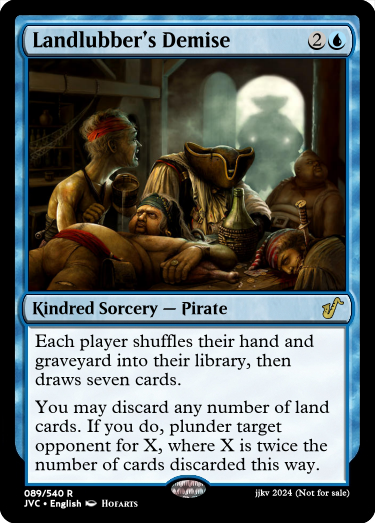 Landlubber's Demise 2
Kindred Sorcery — Pirate
Each player shuffles their hand and
graveyard into their library, then
draws seven cards.
You may discard any number of land
cards. If you do, plunder target
opponent for X, where X is twice the
number of cards discarded this way.
089/540 R
JVC • English HOFARTS
jjkv 2024 (Not for sale)